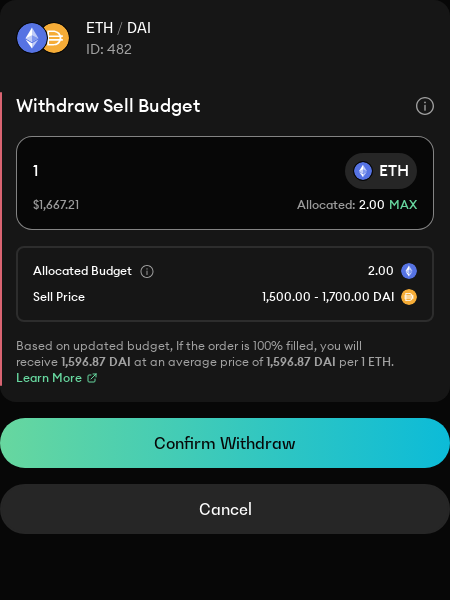 ETH / DAI
ID: 482
Withdraw Sell Budget
1
ETH
$1,667.21
Allocated: 2.00 MAX
Allocated Budget
2.00
Sell Price
1,500.00 - 1,700.00 DAI
Based on updated budget, If the order is 100% filled, you will
receive 1,596.87 DAI at an average price of 1,596.87 DAI per 1 ETH.
Learn More
Confirm Withdraw
Cancel